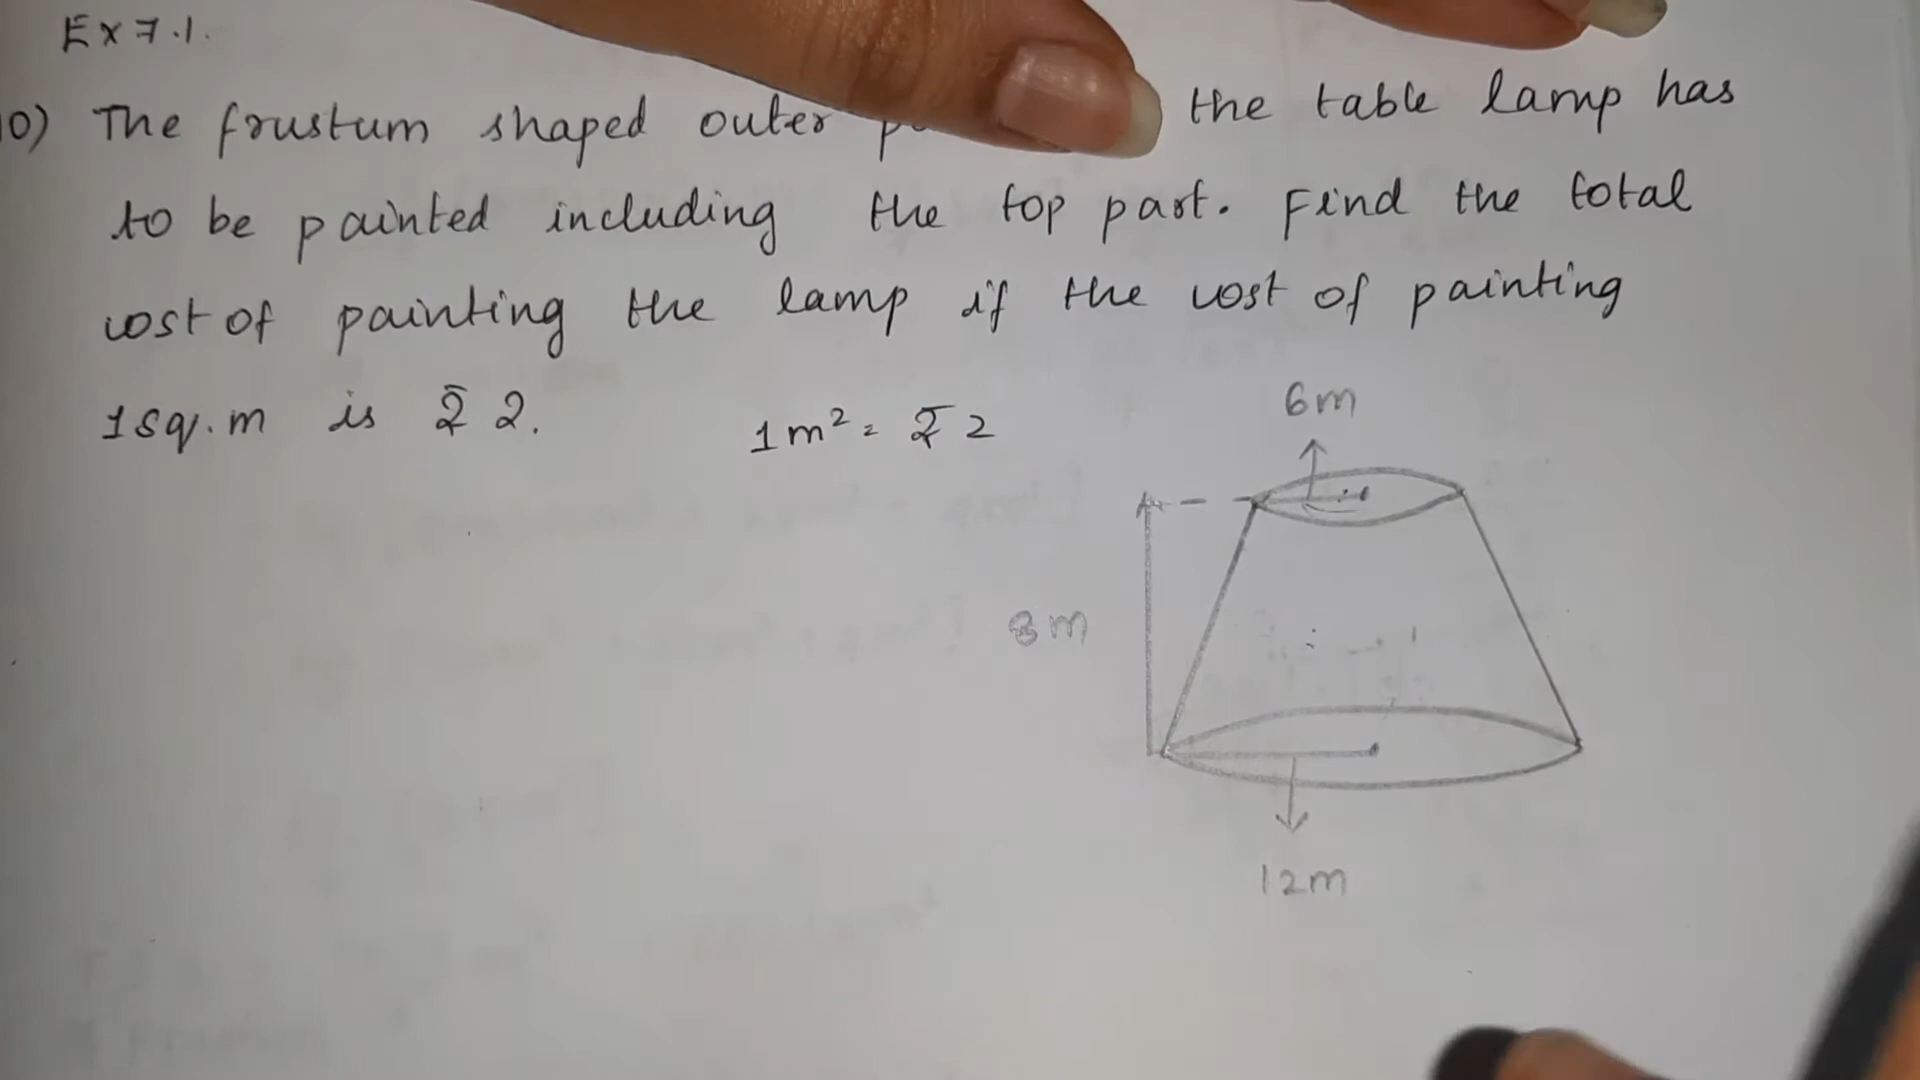 Ex 7.1.
10) The frustum shaped outer the table lamp has
to be painted including the top part. Find the total
cost of painting the lamp if the cost of painting
1sq.m is ₹ 2.
1m² = ₹ 2
6m
8m
12m